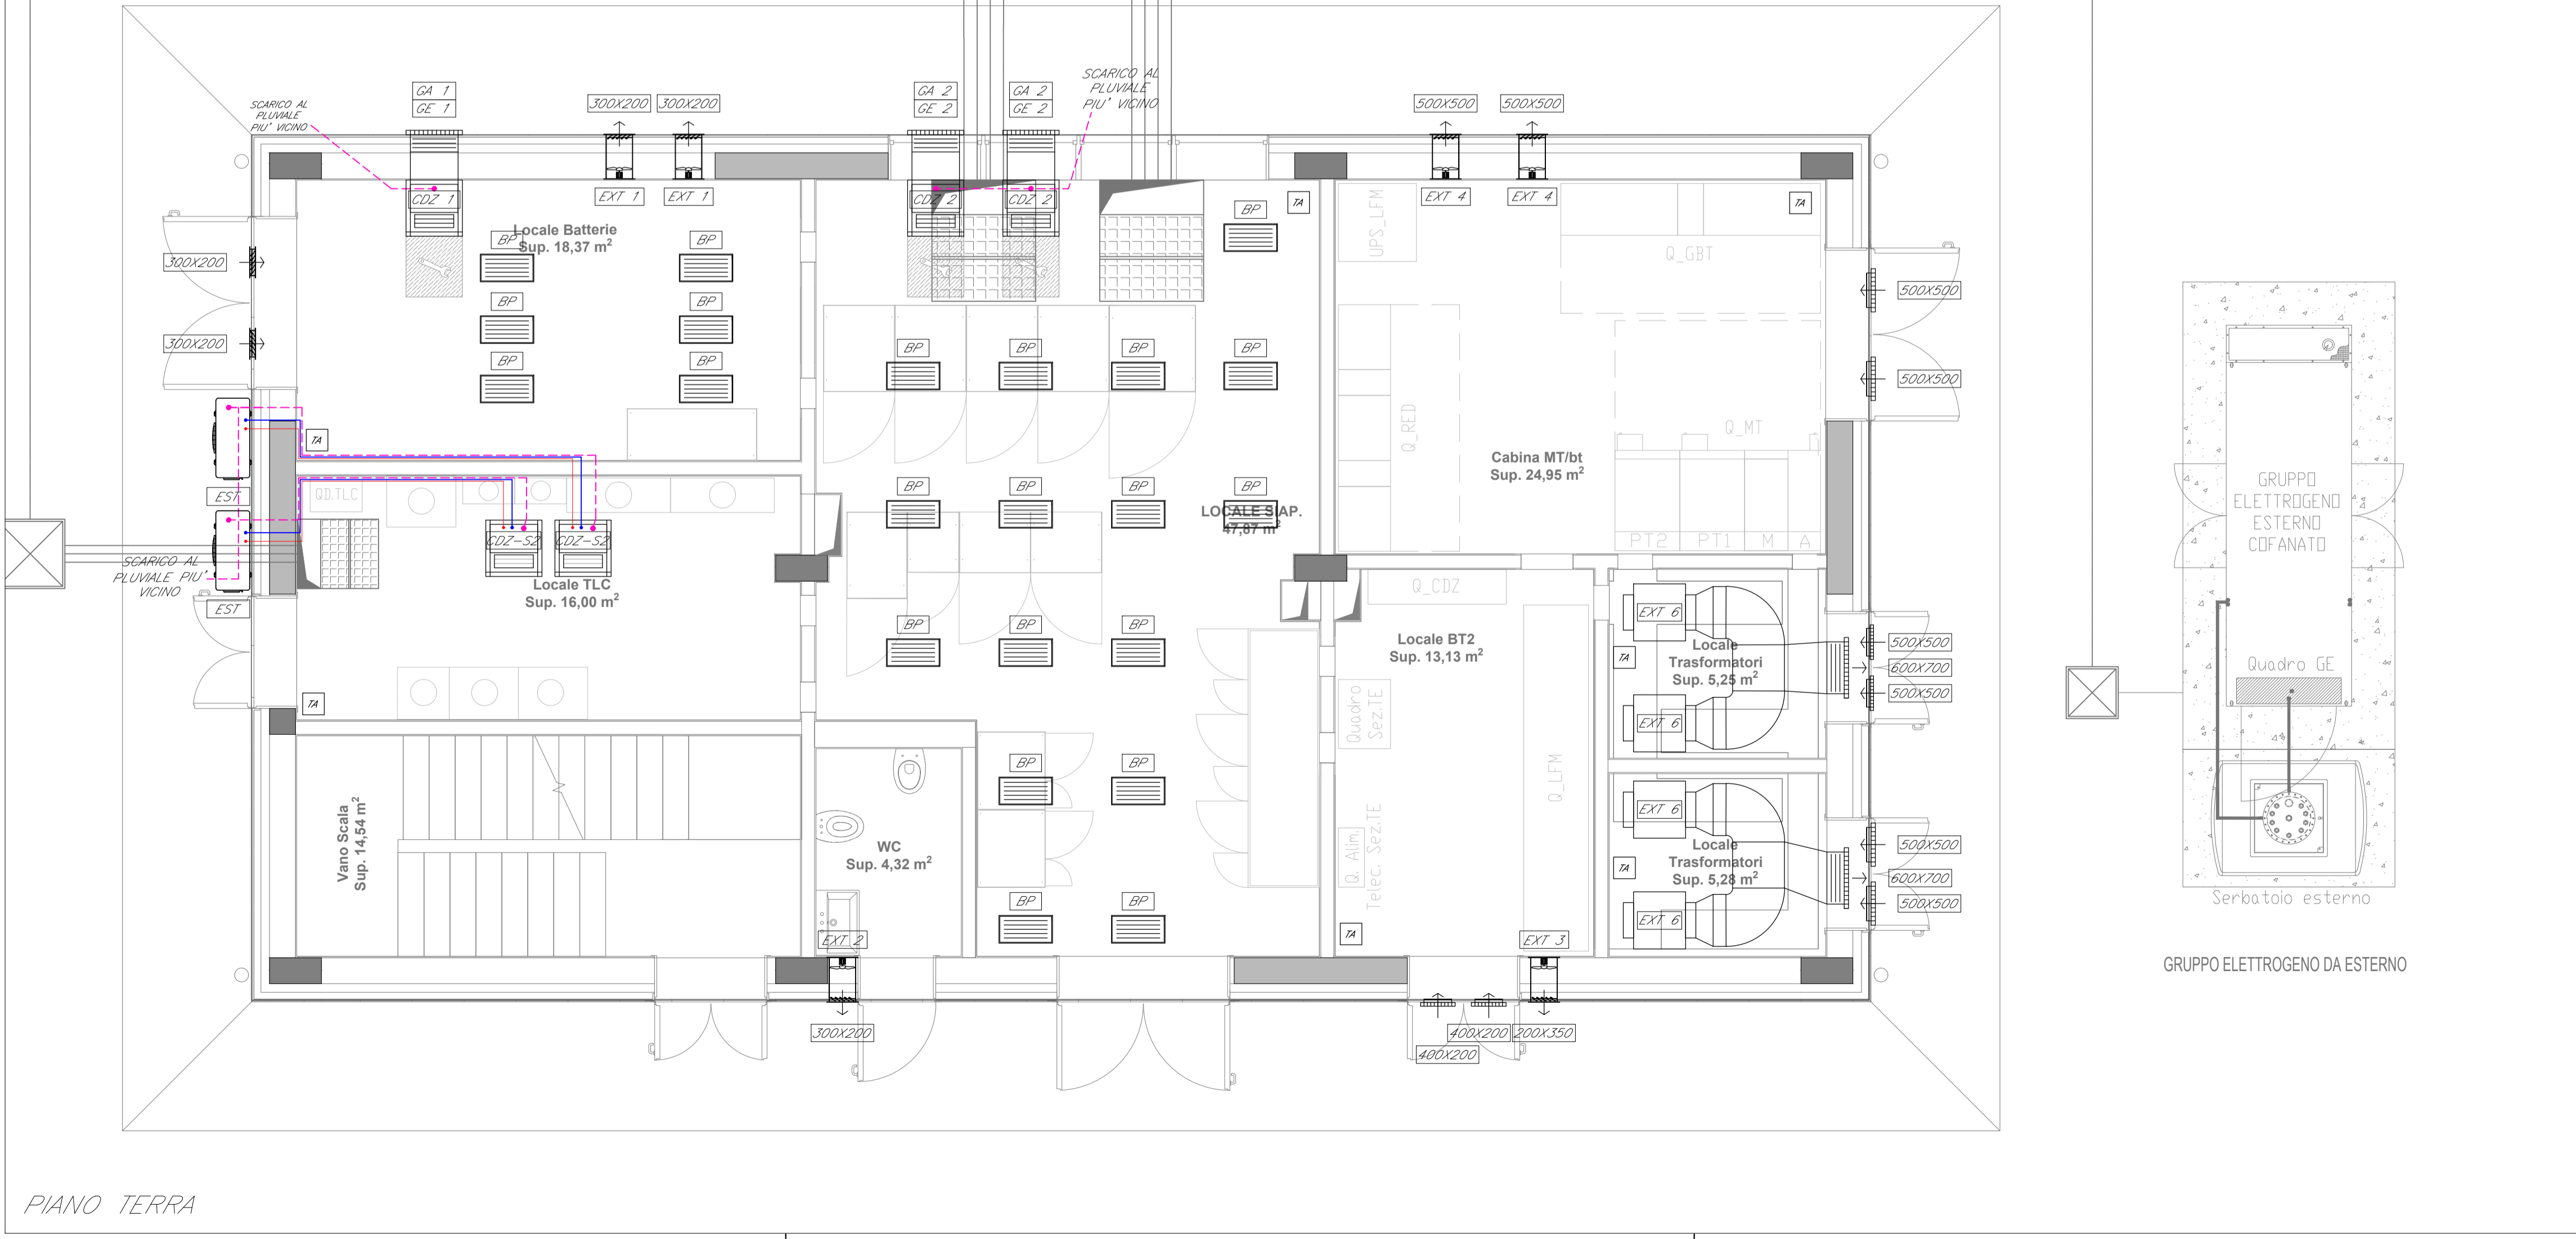 SCARICO AL
PLUVIALE
PIU' VICINO
GA 1
GE 1
300X200
300X200
GA 2
GE 2
GA 2
GE 2
SCARICO AL
PLUVIALE
PIU' VICINO
500X500
500X500
CDZ 1
EXT 1
EXT 1
CDZ 2
CDZ 2
BP
TA
UPS_LFM
EXT 4
EXT 4
TA
Locale Batterie
Sup. 18,37 m²
BP
BP
Q_GBT
300X200
500X500
BP
BP
300X200
BP
BP
BP
BP
BP
BP
500X500
TA
Q_RED
Q_MT
Cabina MT/bt
Sup. 24,95 m²
EST
QD.TLC
BP
BP
BP
BP
LOCALE SIAP.
47,87 m²
CDZ-S2
CDZ-S2
PT2
PT1
M
A
SCARICO AL
PLUVIALE PIU'
VICINO
EST
Locale TLC
Sup. 16,00 m²
Q_CDZ
EXT 6
BP
BP
BP
Locale BT2
Sup. 13,13 m²
TA
Locale
Trasformatori
Sup. 5,25 m²
500X500
600X700
500X500
TA
Quadro
Sez.TE
EXT 6
BP
BP
Q_LFM
EXT 6
Vano Scala
Sup. 14,54 m²
WC
Sup. 4,32 m²
Q. Alim.
Telec. Sez.TE
TA
Locale
Trasformatori
Sup. 5,28 m²
500X500
600X700
500X500
BP
BP
EXT 6
EXT 2
TA
EXT 3
300X200
400X200
200X350
400X200
GRUPPO
ELETTROGENO
ESTERNO
COFANATO
Quadro GE
Serbatoio esterno
GRUPPO ELETTROGENO DA ESTERNO
PIANO TERRA